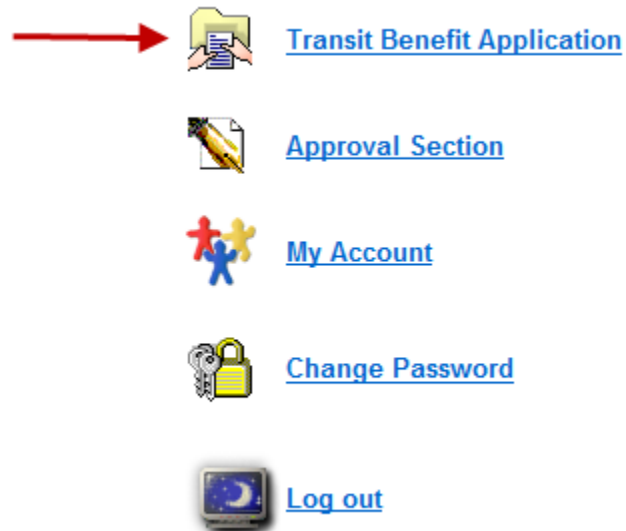 Transit Benefit Application
Approval Section
My Account
Change Password
Log out